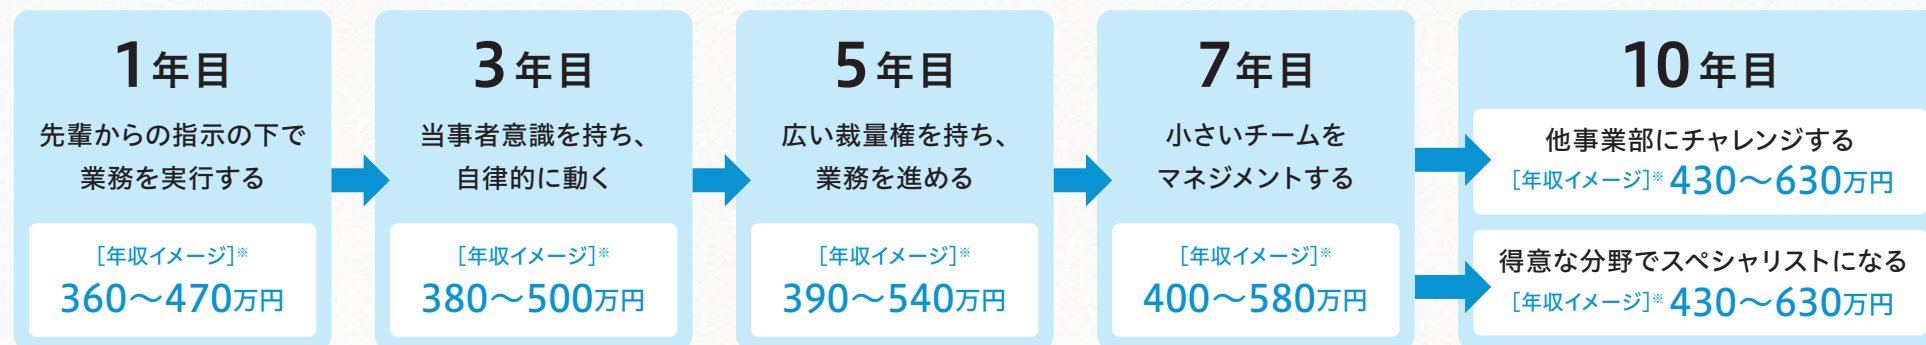 1年目
先輩からの指示の下で
業務を実行する
[年収イメージ]※
360〜470万円
3年目
当事者意識を持ち、
自律的に動く
[年収イメージ]※
380〜500万円
5年目
広い裁量権を持ち、
業務を進める
[年収イメージ]※
390〜540万円
7年目
小さいチームを
マネジメントする
[年収イメージ]※
400〜580万円
10年目
他事業部にチャレンジする
[年収イメージ]※ 430〜630万円
得意な分野でスペシャリストになる
[年収イメージ]※ 430〜630万円